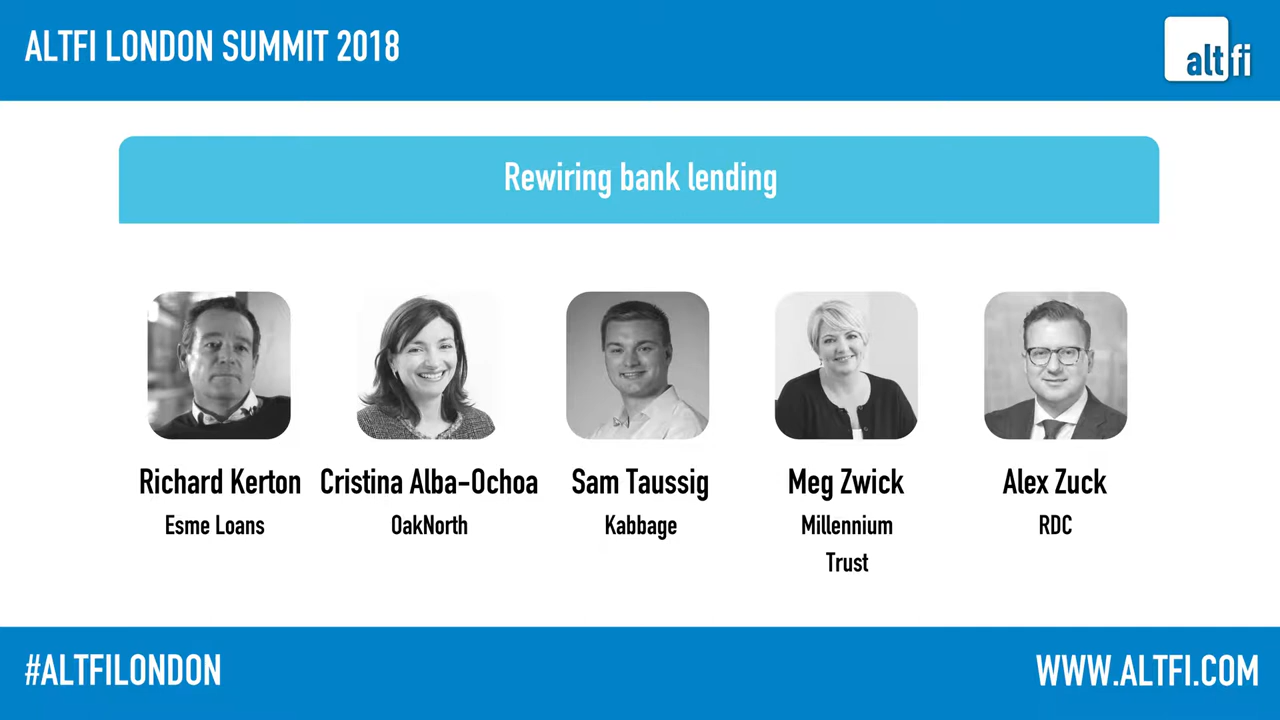 ALTFI LONDON SUMMIT 2018
altfi
Rewiring bank lending
Richard Kerton
Esme Loans
Cristina Alba-Ochoa
OakNorth
Sam Taussig
Kabbage
Meg Zwick
Millennium
Trust
Alex Zuck
RDC
#ALTFILONDON
WWW.ALTFI.COM